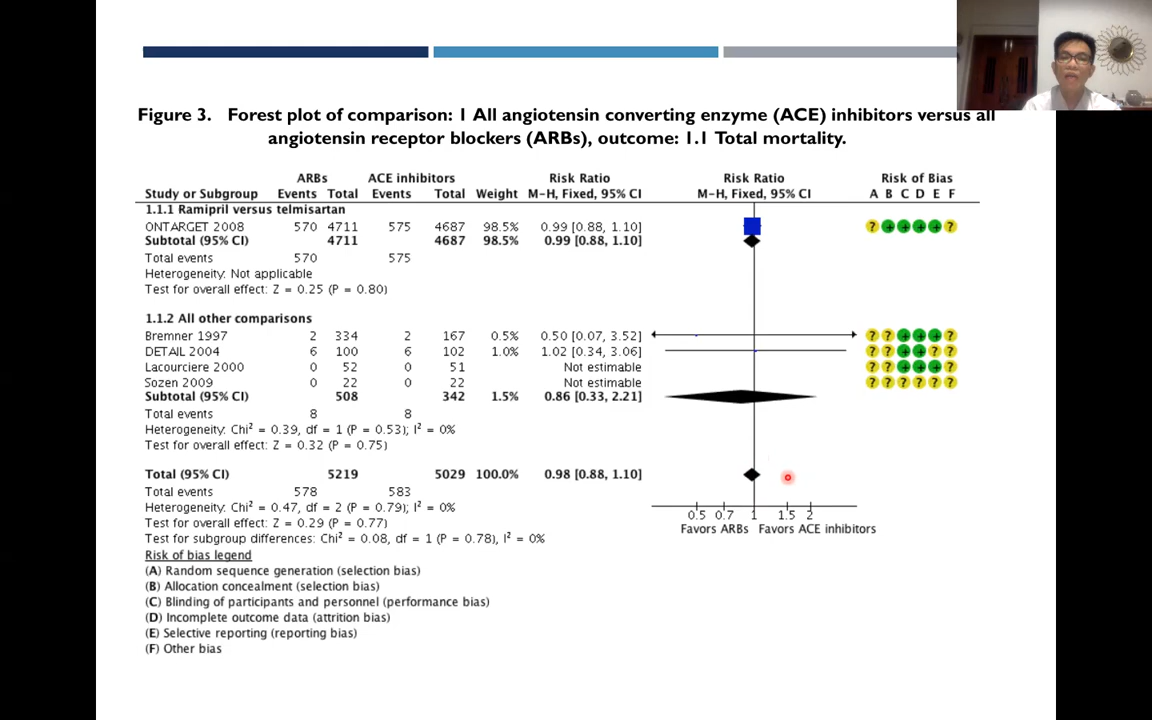 Figure 3. Forest plot of comparison: 1 All angiotensin converting enzyme (ACE) inhibitors versus all
angiotensin receptor blockers (ARBs), outcome: 1.1 Total mortality.
ARBs ACE inhibitors Risk Ratio Risk Ratio Risk of Bias
Study or Subgroup Events Total Events Total Weight M-H, Fixed, 95% CI M-H, Fixed, 95% CI A B C D E F
1.1.1 Ramipril versus telmisartan
ONTARGET 2008 570 4711 575 4687 98.5% 0.99 [0.88, 1.10] ? + + + + ?
Subtotal (95% CI) 4711 4687 98.5% 0.99 [0.88, 1.10]
Total events 570 575
Heterogeneity: Not applicable
Test for overall effect: Z = 0.25 (P = 0.80)
1.1.2 All other comparisons
Bremner 1997 2 334 2 167 0.5% 0.50 [0.07, 3.52] ? ? + + + ?
DETAIL 2004 6 100 6 102 1.0% 1.02 [0.34, 3.06] ? ? + + ? ?
Lacourciere 2000 0 52 0 51 Not estimable ? ? + + + ?
Sozen 2009 0 22 0 22 Not estimable ? ? ? ? ? ?
Subtotal (95% CI) 508 342 1.5% 0.86 [0.33, 2.21]
Total events 8 8
Heterogeneity: Chi² = 0.39, df = 1 (P = 0.53); I² = 0%
Test for overall effect: Z = 0.32 (P = 0.75)
Total (95% CI) 5219 5029 100.0% 0.98 [0.88, 1.10]
Total events 578 583
Heterogeneity: Chi² = 0.47, df = 2 (P = 0.79); I² = 0%
0.5 0.7 1 1.5 2
Test for overall effect: Z = 0.29 (P = 0.77)
Favors ARBs Favors ACE inhibitors
Test for subgroup differences: Chi² = 0.08, df = 1 (P = 0.78), I² = 0%
Risk of bias legend
(A) Random sequence generation (selection bias)
(B) Allocation concealment (selection bias)
(C) Blinding of participants and personnel (performance bias)
(D) Incomplete outcome data (attrition bias)
(E) Selective reporting (reporting bias)
(F) Other bias